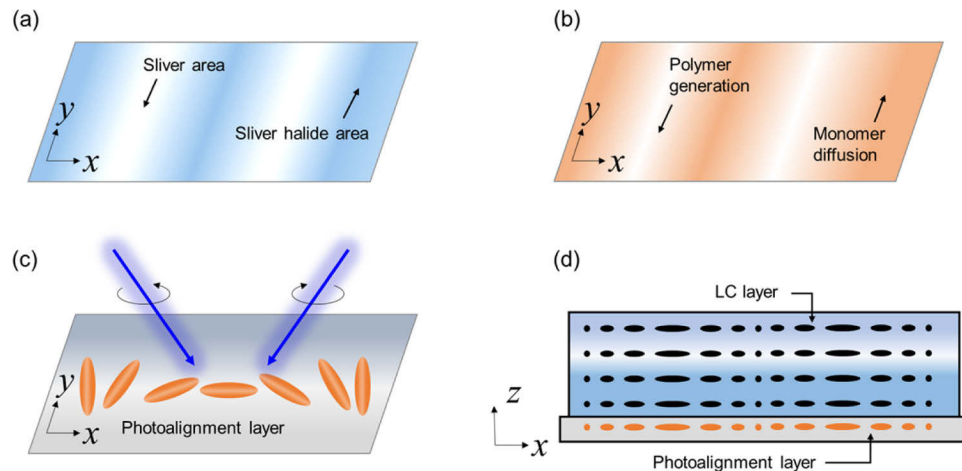 (a)
Sliver area
Sliver halide area
y
x
(b)
Polymer
generation
Monomer
diffusion
y
x
(c)
y
x
Photoalignment layer
(d)
LC layer
z
x
Photoalignment layer